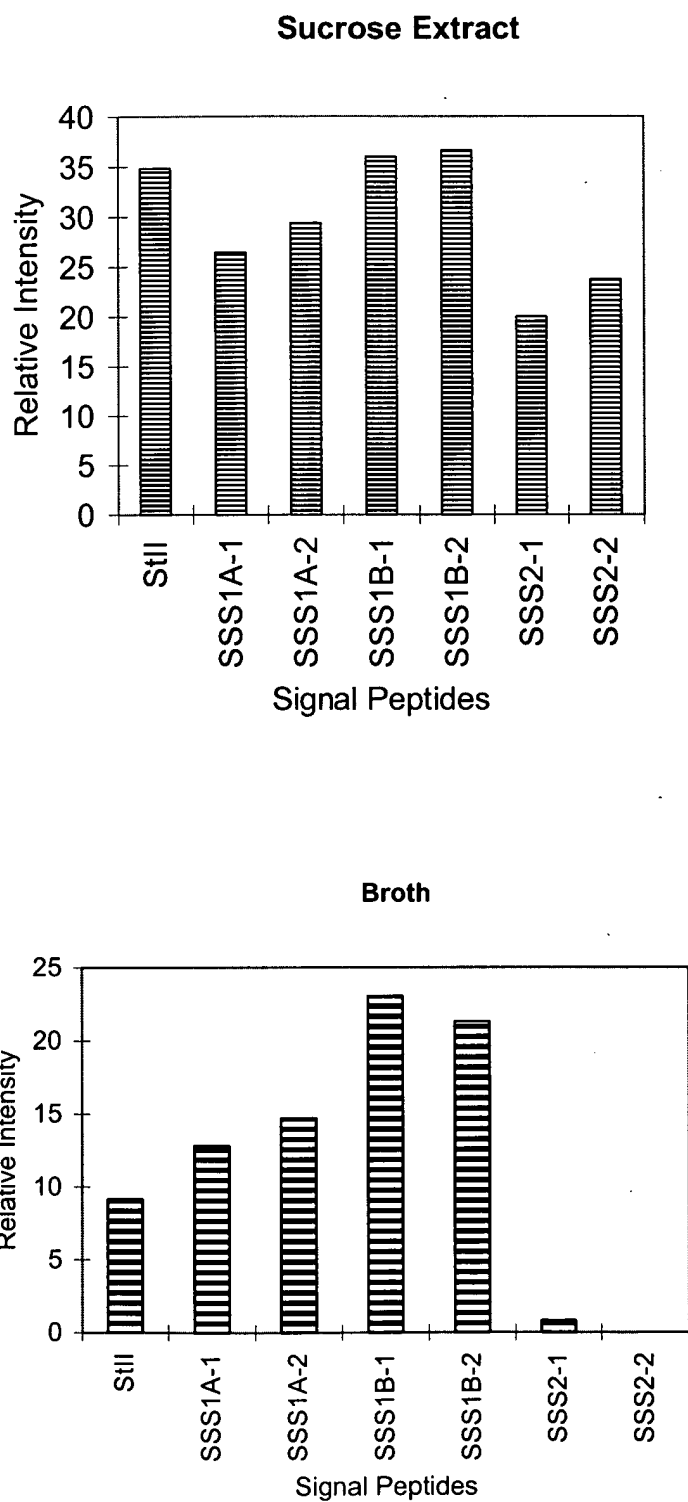 Sucrose Extract
40
35
30
25
20
15
10
5
0
Relative Intensity
StII
SSS1A-1
SSS1A-2
SSS1B-1
SSS1B-2
SSS2-1
SSS2-2
Signal Peptides
Broth
25
20
15
10
5
0
Relative Intensity
StII
SSS1A-1
SSS1A-2
SSS1B-1
SSS1B-2
SSS2-1
SSS2-2
Signal Peptides